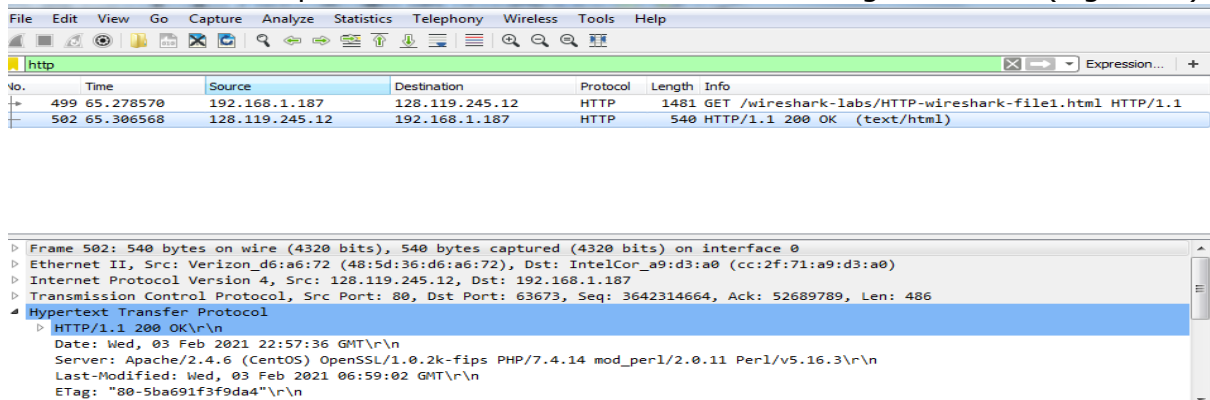 File Edit View Go Capture Analyze Statistics Telephony Wireless Tools Help
http Expression... +
No. Time Source Destination Protocol Length Info
499 65.278570 192.168.1.187 128.119.245.12 HTTP 1481 GET /wireshark-labs/HTTP-wireshark-file1.html HTTP/1.1
502 65.306568 128.119.245.12 192.168.1.187 HTTP 540 HTTP/1.1 200 OK (text/html)
Frame 502: 540 bytes on wire (4320 bits), 540 bytes captured (4320 bits) on interface 0
Ethernet II, Src: Verizon_d6:a6:72 (48:5d:36:d6:a6:72), Dst: IntelCor_a9:d3:a0 (cc:2f:71:a9:d3:a0)
Internet Protocol Version 4, Src: 128.119.245.12, Dst: 192.168.1.187
Transmission Control Protocol, Src Port: 80, Dst Port: 63673, Seq: 3642314664, Ack: 52689789, Len: 486
Hypertext Transfer Protocol
HTTP/1.1 200 OK\r\n
Date: Wed, 03 Feb 2021 22:57:36 GMT\r\n
Server: Apache/2.4.6 (CentOS) OpenSSL/1.0.2k-fips PHP/7.4.14 mod_perl/2.0.11 Perl/v5.16.3\r\n
Last-Modified: Wed, 03 Feb 2021 06:59:02 GMT\r\n
ETag: "80-5ba691f3f9da4"\r\n